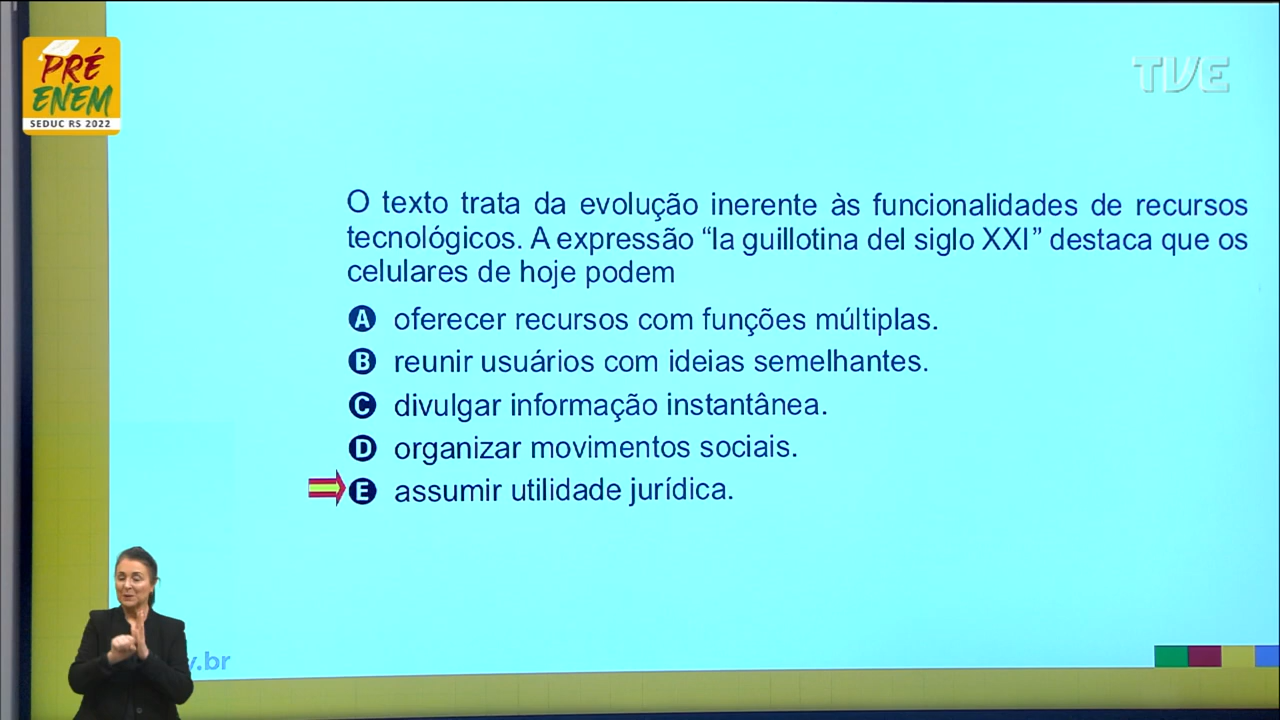 PRÉ
ENEM
SEDUC RS 2022
TVE
O texto trata da evolução inerente às funcionalidades de recursos
tecnológicos. A expressão “la guillotina del siglo XXI” destaca que os
celulares de hoje podem
A oferecer recursos com funções múltiplas.
B reunir usuários com ideias semelhantes.
C divulgar informação instantânea.
D organizar movimentos sociais.
E assumir utilidade jurídica.
v.br